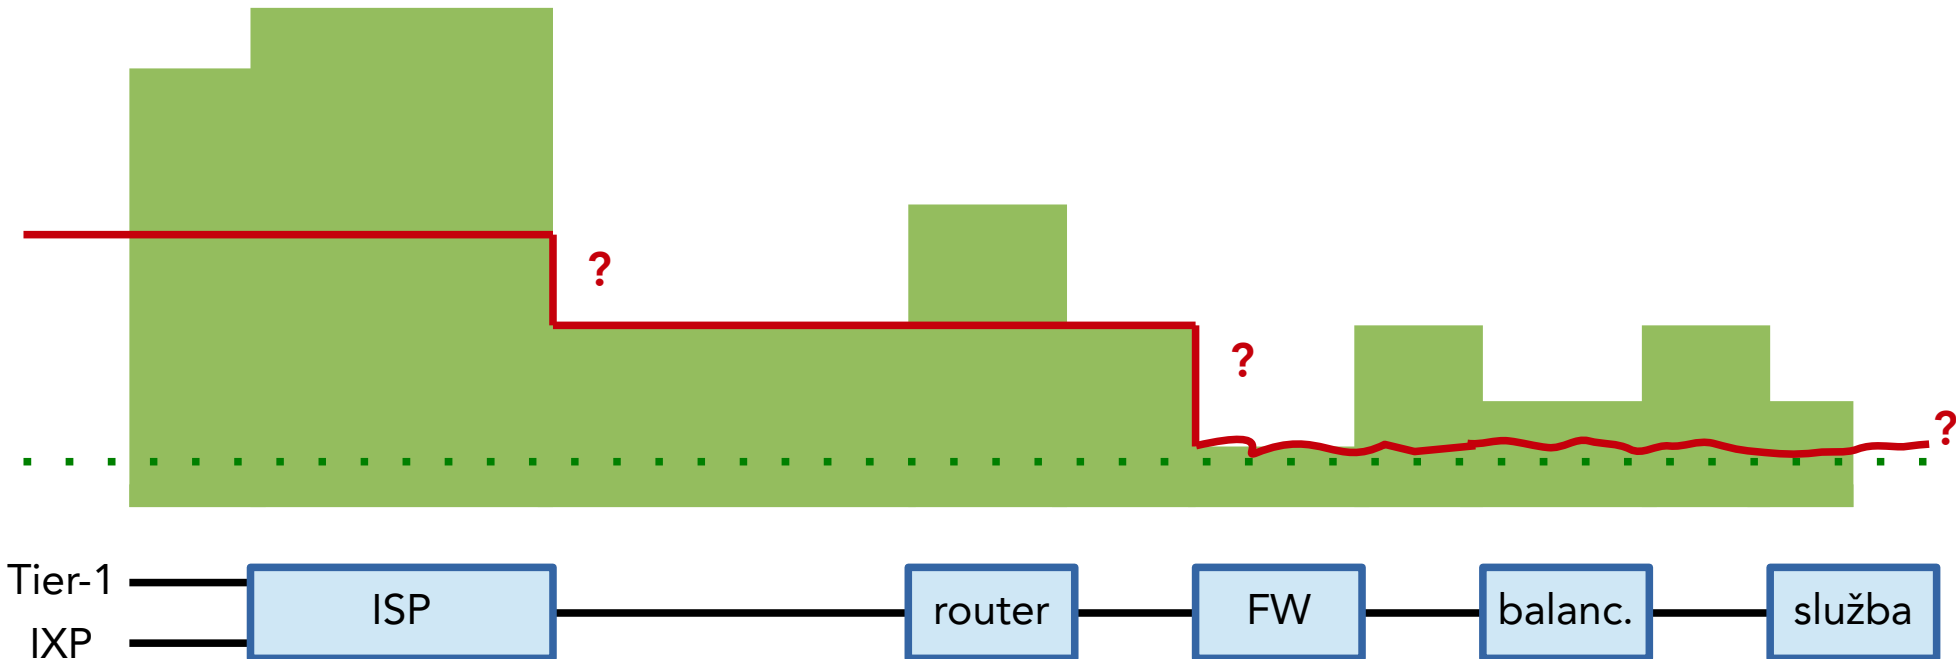 ?
?
?
Tier-1
IXP
ISP
router
FW
balanc.
služba